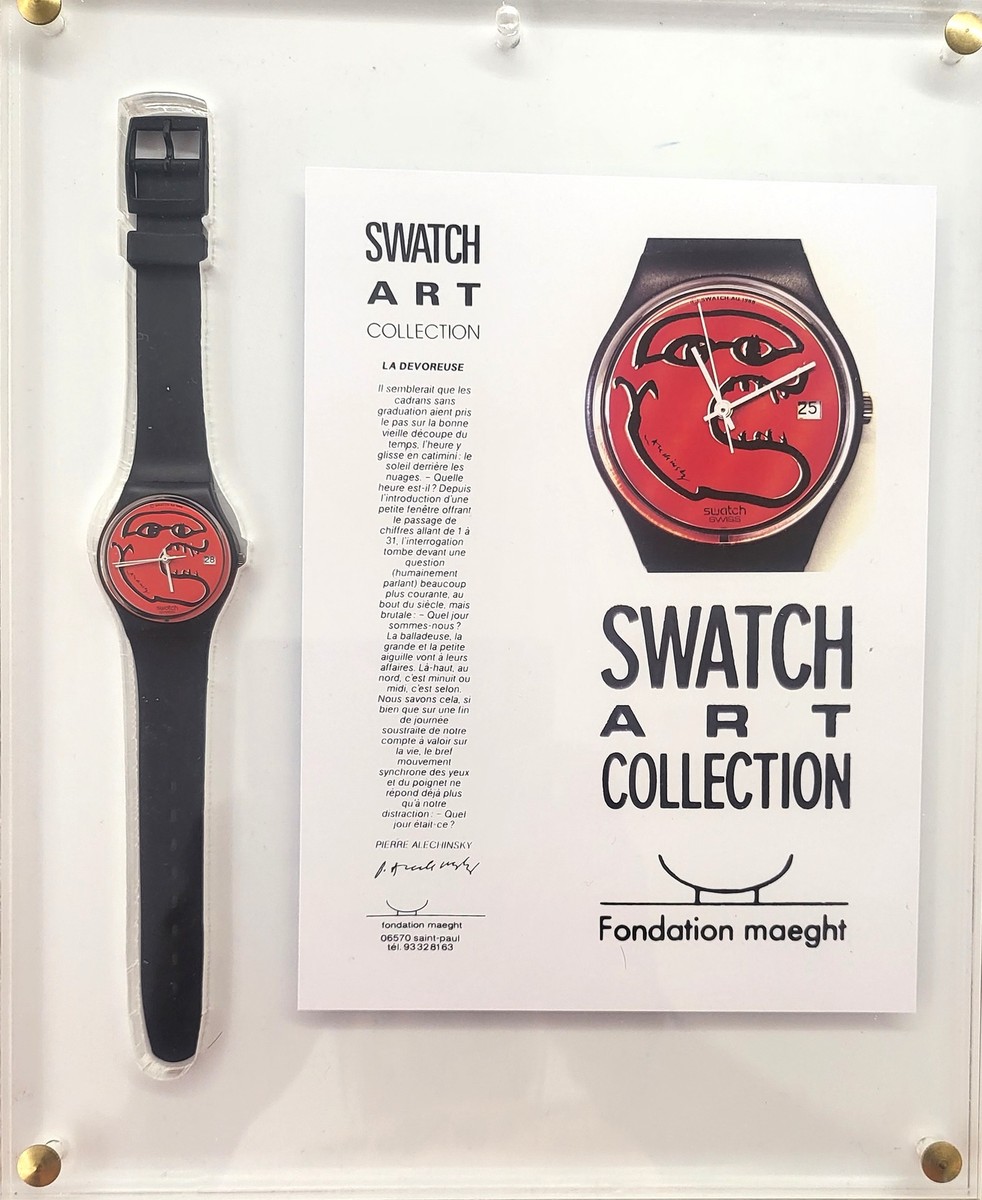 SWATCH
ART
COLLECTION
LA DEVOREUSE
Il semblerait que les
cadrans sans
graduation aient pris
le pas sur la bonne
vieille découpe du
temps, l'heure y
glisse en catimini: le
soleil derrière les
nuages. – Quelle
heure est-il? Depuis
l'introduction d'une
petite fenêtre offrant
le passage de
chiffres allant de 1 à
31, l'interrogation
tombe devant une
question
(humainement
parlant) beaucoup
plus courante, au
bout du siècle, mais
brutale: – Quel jour
sommes-nous?
La balladeuse, la
grande et la petite
aiguille vont à leurs
affaires. Là-haut, au
nord, c'est minuit ou
midi, c'est selon.
Nous savons cela, si
bien que sur une fin
de journée
soustraite de notre
compte à valoir sur
la vie, le bref
mouvement
synchrone des yeux
et du poignet ne
répond déjà plus
qu'à notre
distraction: – Quel
jour était-ce?
PIERRE ALECHINSKY
fondation maeght
06570 saint-paul
tél. 93328163
SWATCH AG 1989
25
Alechinsky
swatch
SWISS
SWATCH
ART
COLLECTION
Fondation maeght
28
swatch